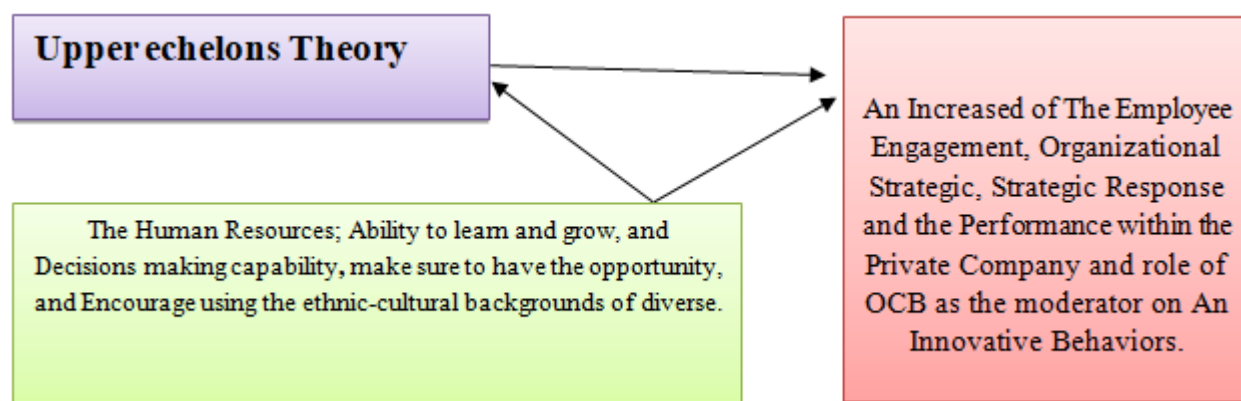 Upper echelons Theory
The Human Resources; Ability to learn and grow, and
Decisions making capability, make sure to have the opportunity,
and Encourage using the ethnic-cultural backgrounds of diverse.
An Increased of The Employee
Engagement, Organizational
Strategic, Strategic Response
and the Performance within the
Private Company and role of
OCB as the moderator on An
Innovative Behaviors.